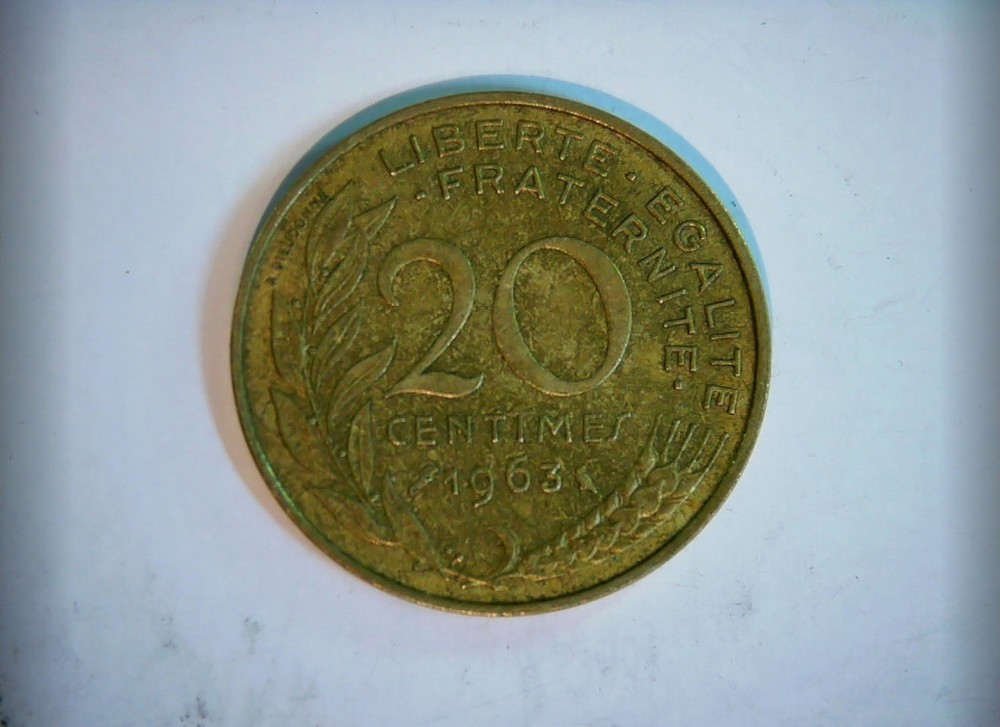 LIBERTE · EGALITE
· FRATERNITE ·
20
CENTIMES
1963